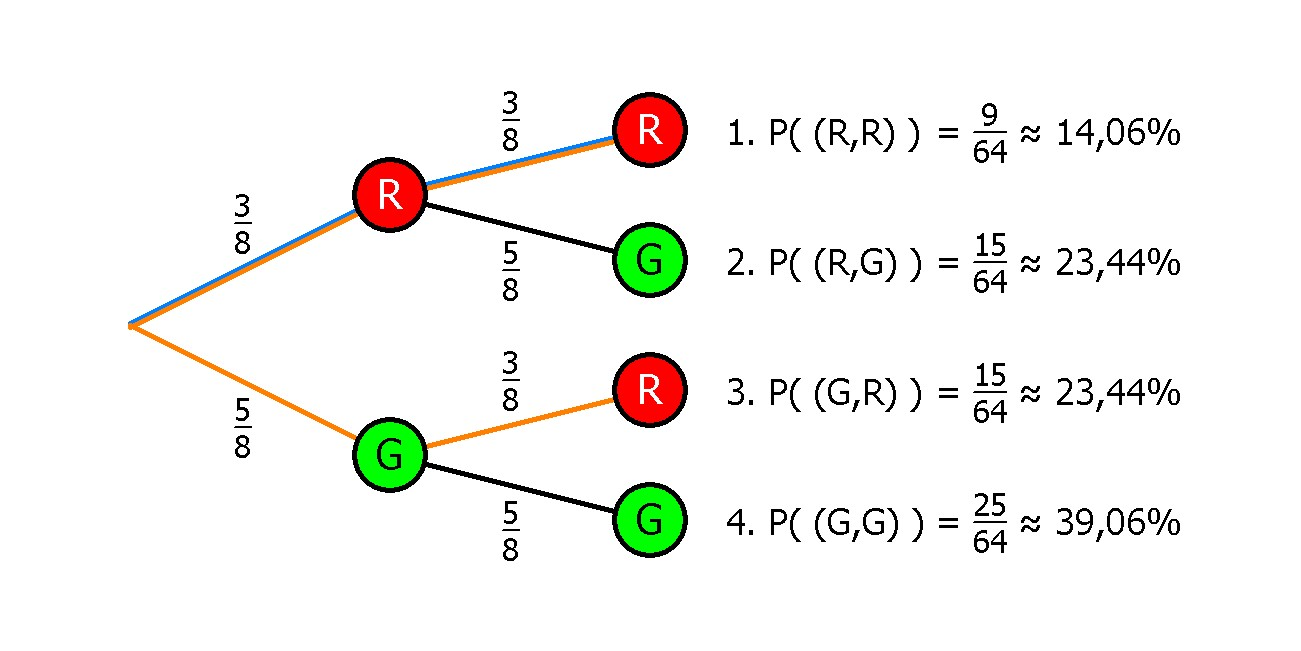 3/8
R
3/8
R
5/8
G
5/8
G
3/8
R
5/8
G
1. P( (R,R) ) = 9/64 ≈ 14,06%
2. P( (R,G) ) = 15/64 ≈ 23,44%
3. P( (G,R) ) = 15/64 ≈ 23,44%
4. P( (G,G) ) = 25/64 ≈ 39,06%